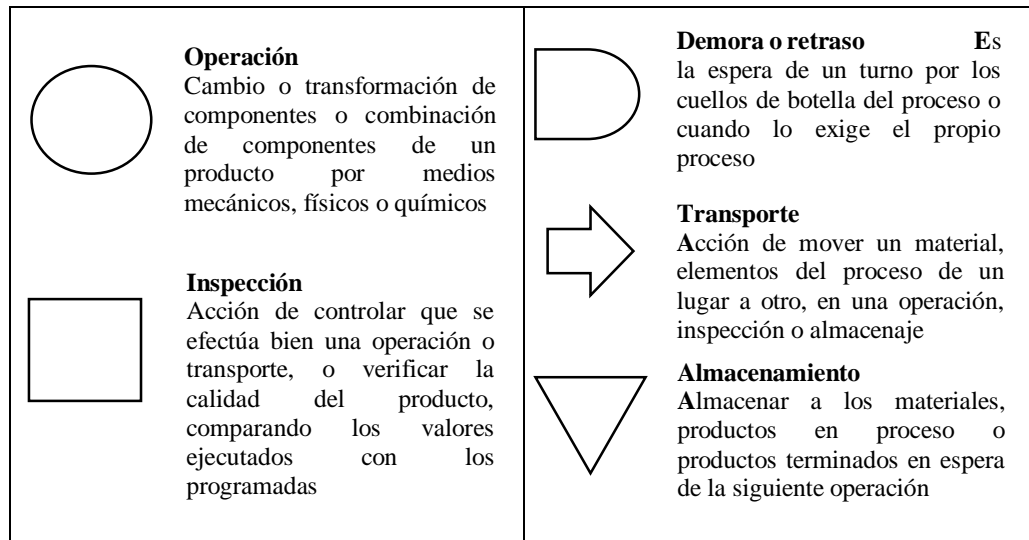 Operación
Cambio o transformación de
componentes o combinación
de componentes de un
producto por medios
mecánicos, físicos o químicos
Inspección
Acción de controlar que se
efectúa bien una operación o
transporte, o verificar la
calidad del producto,
comparando los valores
ejecutados con los
programadas
Demora o retraso Es
la espera de un turno por los
cuellos de botella del proceso o
cuando lo exige el propio
proceso
Transporte
Acción de mover un material,
elementos del proceso de un
lugar a otro, en una operación,
inspección o almacenaje
Almacenamiento
Almacenar a los materiales,
productos en proceso o
productos terminados en espera
de la siguiente operación